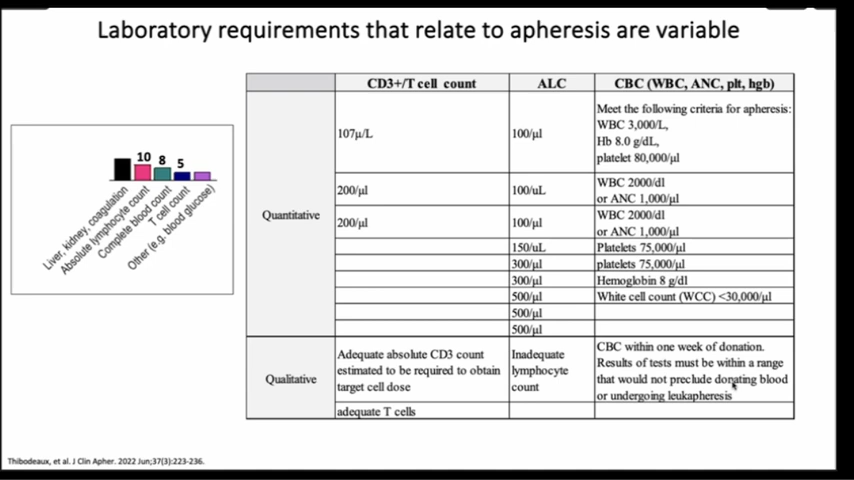 Laboratory requirements that relate to apheresis are variable
10 8 5
Liver, kidney, coagulation
Absolute lymphocyte count
Complete blood count
T cell count
Other (e.g. blood glucose)
CD3+/T cell count ALC CBC (WBC, ANC, plt, hgb)
Quantitative
107µ/L
100/µl
Meet the following criteria for apheresis:
WBC 3,000/L,
Hb 8.0 g/dL,
platelet 80,000/µl
200/µl
100/uL
WBC 2000/dl
or ANC 1,000/µl
200/µl
100/µl
WBC 2000/dl
or ANC 1,000/µl
150/uL Platelets 75,000/µl
300/µl platelets 75,000/µl
300/µl Hemoglobin 8 g/dl
500/µl White cell count (WCC) <30,000/µl
500/µl
500/µl
Qualitative
Adequate absolute CD3 count
estimated to be required to obtain
target cell dose
Inadequate
lymphocyte
count
CBC within one week of donation.
Results of tests must be within a range
that would not preclude donating blood
or undergoing leukapheresis
adequate T cells
Thibodeaux, et al. J Clin Apher. 2022 Jun;37(3):223-236.